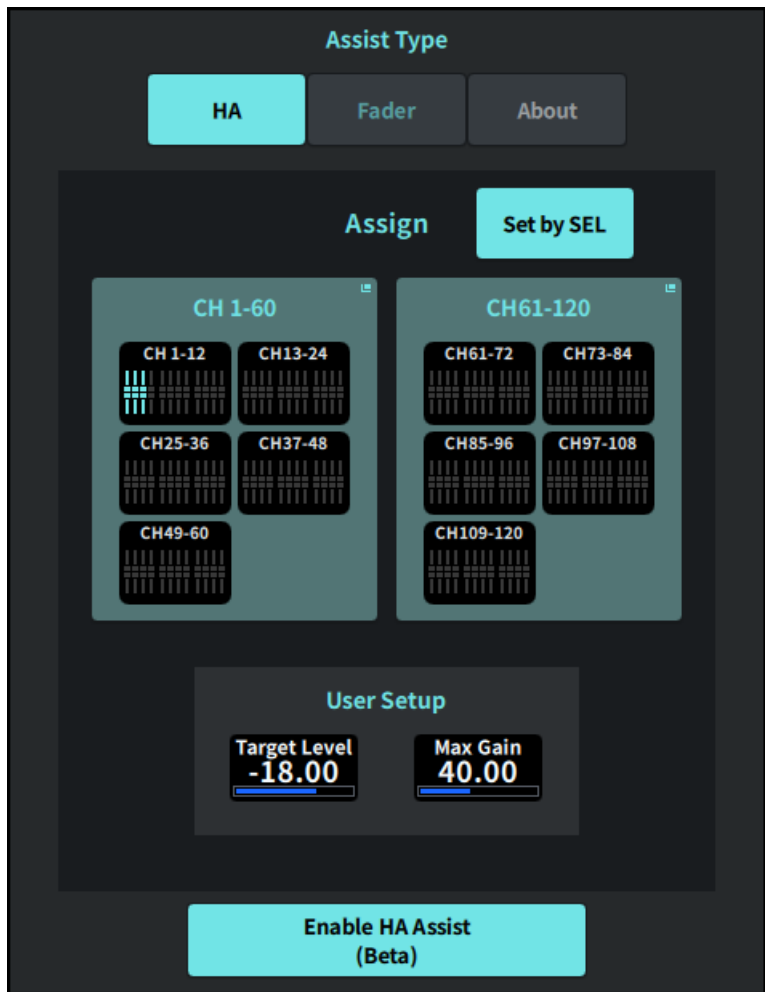 Assist Type
HA
Fader
About
Assign
Set by SEL
CH 1-60
CH61-120
CH 1-12
CH13-24
CH61-72
CH73-84
CH25-36
CH37-48
CH85-96
CH97-108
CH49-60
CH109-120
User Setup
Target Level
-18.00
Max Gain
40.00
Enable HA Assist
(Beta)